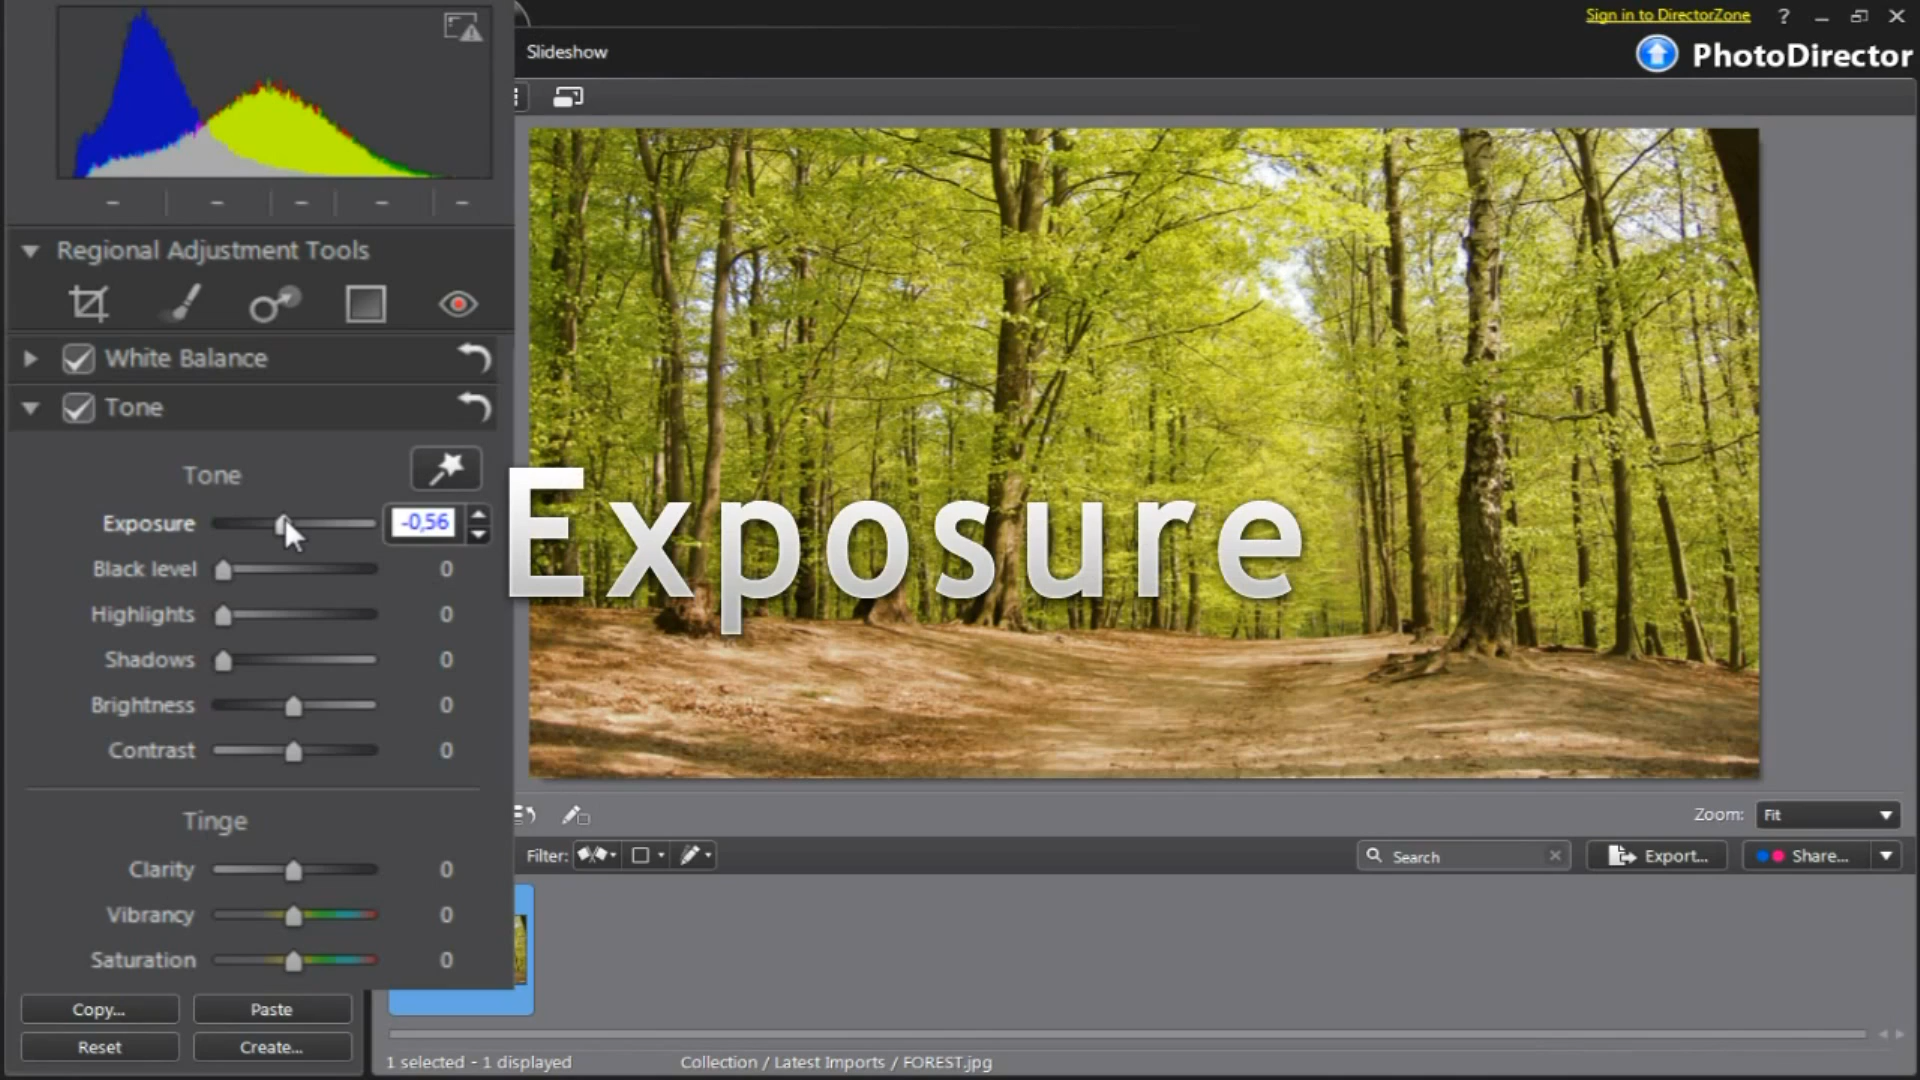 Sign in to DirectorZone
?
Slideshow
PhotoDirector
Regional Adjustment Tools
White Balance
Tone
Tone
Exposure -0,56
Black level 0
Highlights 0
Shadows 0
Brightness 0
Contrast 0
Tinge
Clarity 0
Vibrancy 0
Saturation 0
Exposure
Zoom: Fit
Filter:
Search
Export...
Share...
Copy...
Paste
Reset
Create...
1 selected - 1 displayed
Collection / Latest Imports / FOREST.jpg